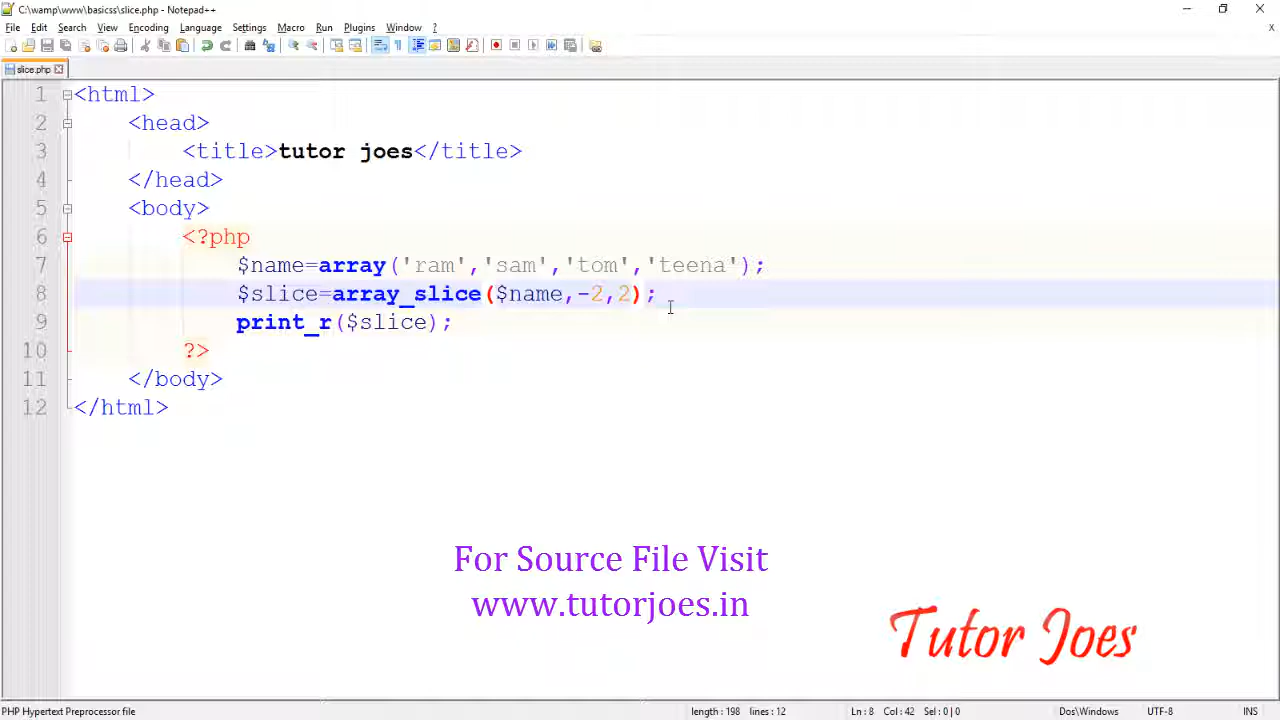 C:\wamp\www\basicss\slice.php - Notepad++
File Edit Search View Encoding Language Settings Macro Run Plugins Window ?
X
slice.php
1 <html>
2 <head>
3 <title>tutor joes</title>
4 </head>
5 <body>
6 <?php
7 $name=array('ram','sam','tom','teena');
8 $slice=array_slice($name,-2,2);
9 print_r($slice);
10 ?>
11 </body>
12 </html>
For Source File Visit
www.tutorjoes.in
Tutor Joes
PHP Hypertext Preprocessor file length : 198 lines : 12 Ln : 8 Col : 42 Sel : 0 | 0 Dos\Windows UTF-8 INS